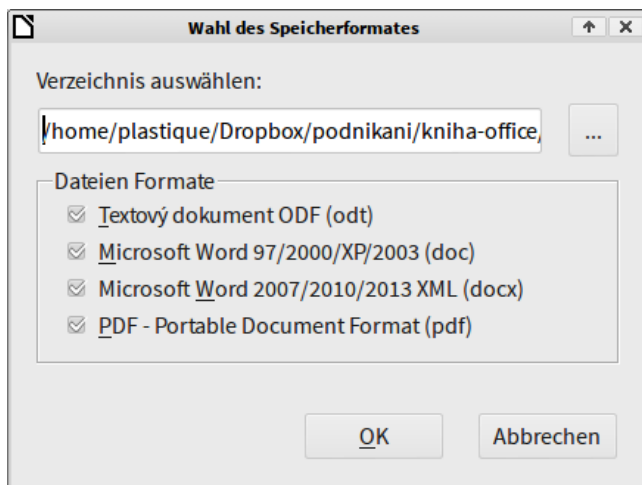 Wahl des Speicherformates
Verzeichnis auswählen:
/home/plastique/Dropbox/podnikani/kniha-office/
...
Dateien Formate
Textový dokument ODF (odt)
Microsoft Word 97/2000/XP/2003 (doc)
Microsoft Word 2007/2010/2013 XML (docx)
PDF - Portable Document Format (pdf)
OK Abbrechen